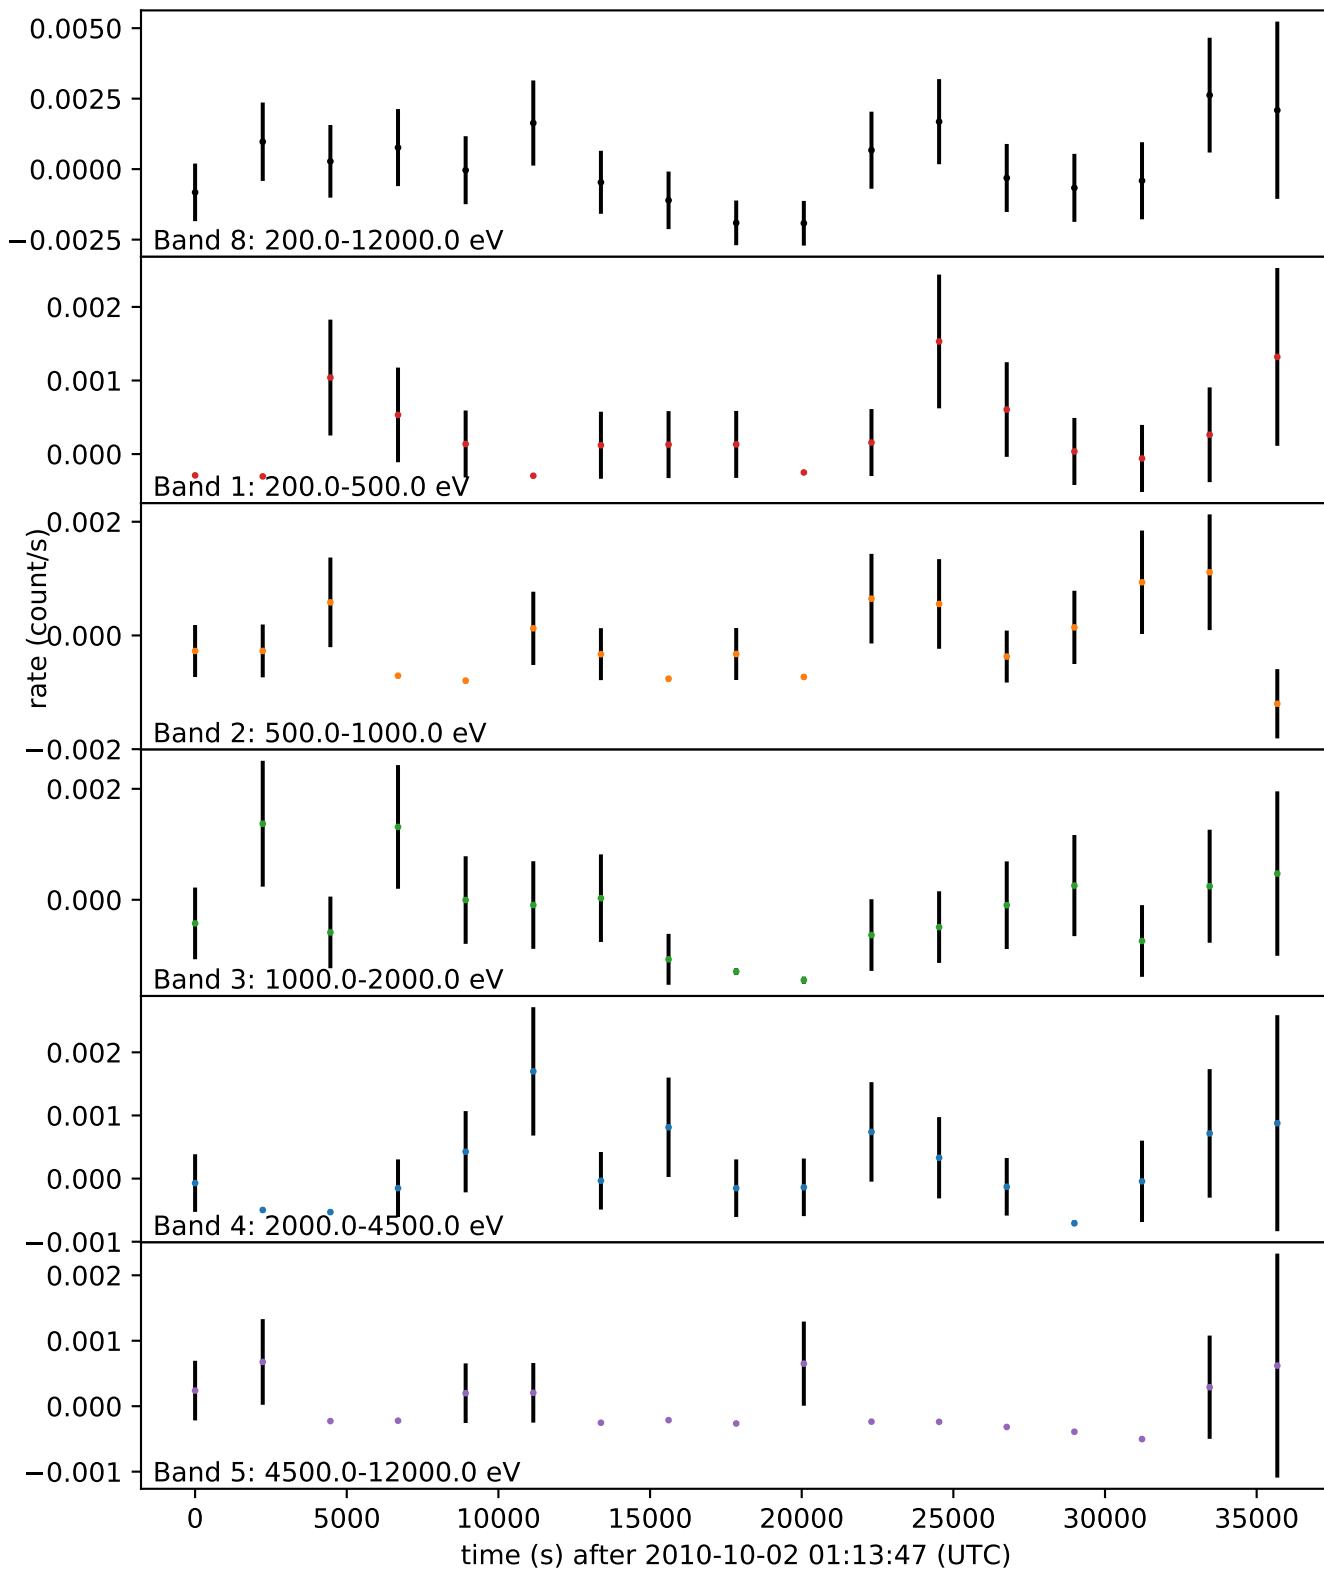 0.0050
0.0025
0.0000
−0.0025
Band 8: 200.0-12000.0 eV
0.002
0.001
0.000
Band 1: 200.0-500.0 eV
0.002
0.000
−0.002
Band 2: 500.0-1000.0 eV
rate (count/s)
0.002
0.000
Band 3: 1000.0-2000.0 eV
0.002
0.001
0.000
−0.001
Band 4: 2000.0-4500.0 eV
0.002
0.001
0.000
−0.001
Band 5: 4500.0-12000.0 eV
0 5000 10000 15000 20000 25000 30000 35000
time (s) after 2010-10-02 01:13:47 (UTC)